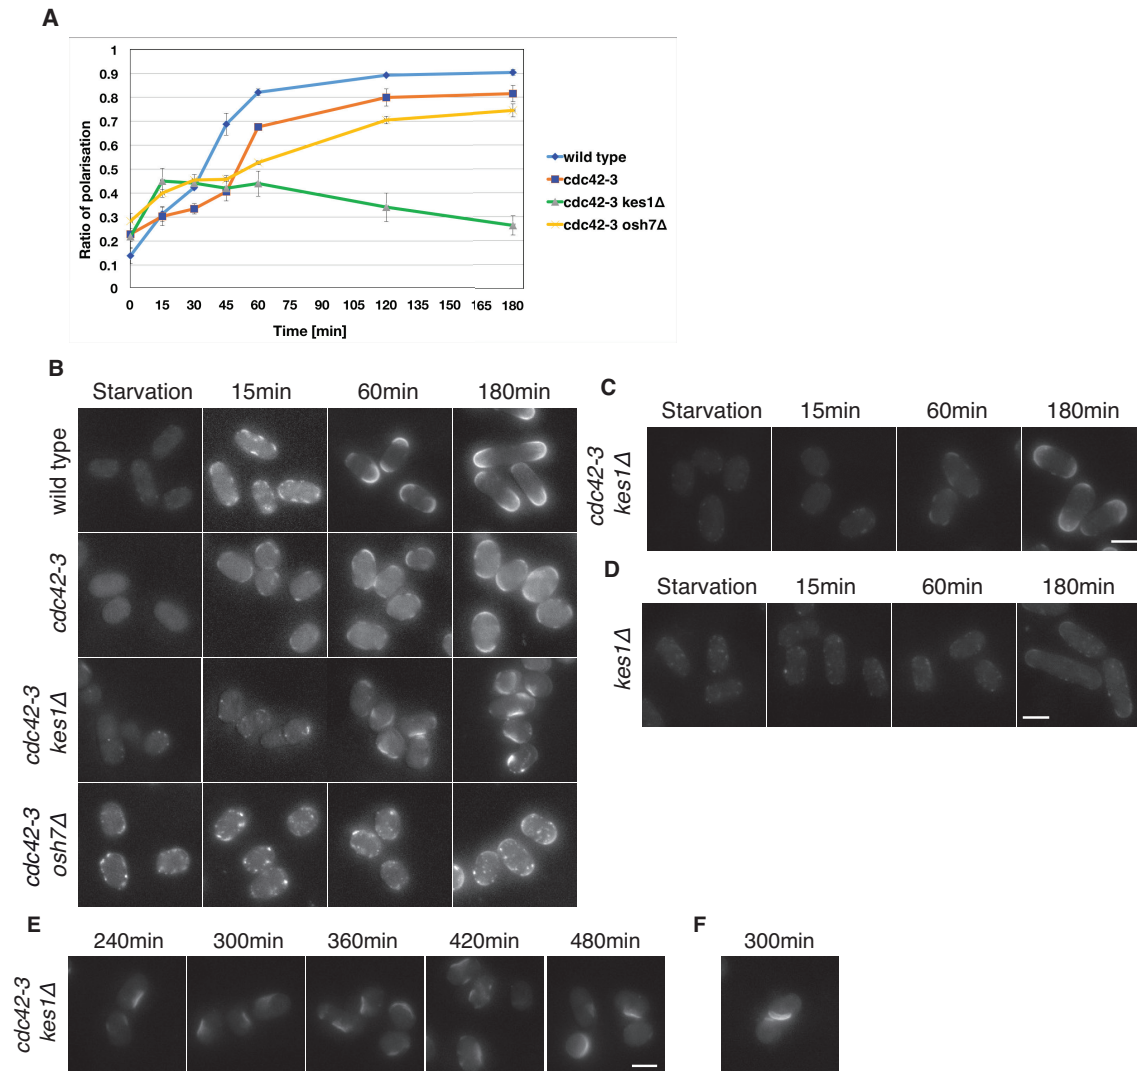 A
1
0.9
0.8
0.7
0.6
0.5
0.4
0.3
0.2
0.1
0
Ratio of polarisation
0 15 30 45 60 75 90 105 120 135 150 165 180
Time [min]
wild type
cdc42-3
cdc42-3 kes1Δ
cdc42-3 osh7Δ
B
Starvation 15min 60min 180min
wild type
cdc42-3
cdc42-3
kes1Δ
cdc42-3
osh7Δ
C
Starvation 15min 60min 180min
cdc42-3
kes1Δ
D
Starvation 15min 60min 180min
kes1Δ
E
240min 300min 360min 420min 480min
cdc42-3
kes1Δ
F
300min